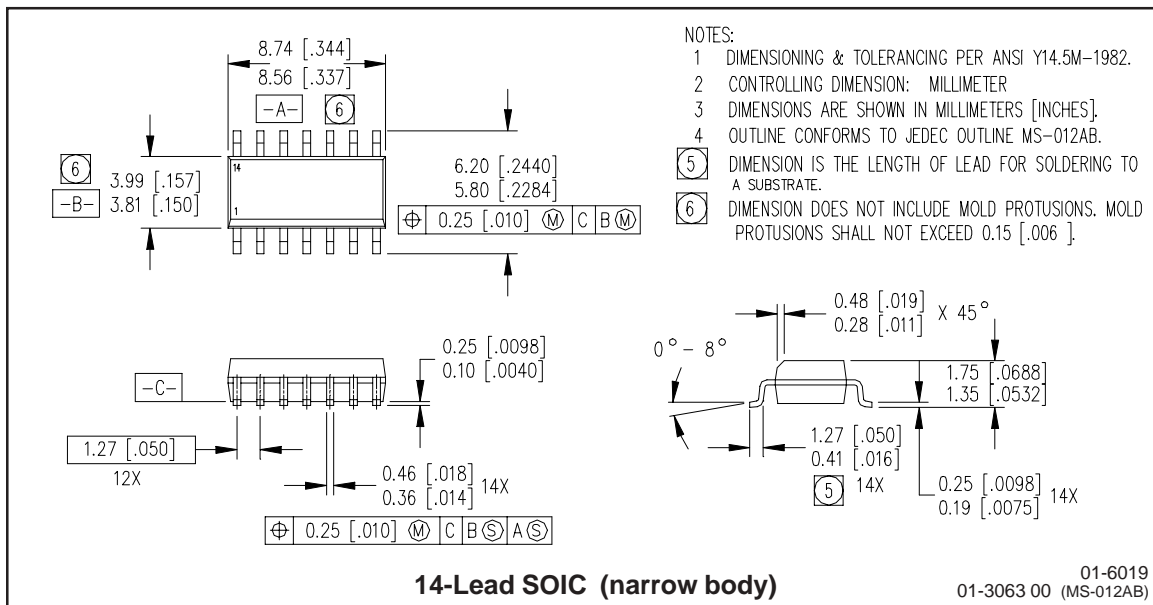 8.74 [.344]
8.56 [.337]
-A- 6
6
3.99 [.157]
3.81 [.150]
-B-
14
1
6.20 [.2440]
5.80 [.2284]
⌖ 0.25 [.010] Ⓜ C B Ⓜ
NOTES:
1 DIMENSIONING & TOLERANCING PER ANSI Y14.5M-1982.
2 CONTROLLING DIMENSION: MILLIMETER
3 DIMENSIONS ARE SHOWN IN MILLIMETERS [INCHES].
4 OUTLINE CONFORMS TO JEDEC OUTLINE MS-012AB.
5 DIMENSION IS THE LENGTH OF LEAD FOR SOLDERING TO
A SUBSTRATE.
6 DIMENSION DOES NOT INCLUDE MOLD PROTUSIONS. MOLD
PROTUSIONS SHALL NOT EXCEED 0.15 [.006 ].
-C-
0.25 [.0098]
0.10 [.0040]
1.27 [.050]
12X
0.46 [.018]
0.36 [.014] 14X
⌖ 0.25 [.010] Ⓜ C B Ⓢ A Ⓢ
0.48 [.019]
0.28 [.011] X 45°
0°-8°
1.75 [.0688]
1.35 [.0532]
1.27 [.050]
0.41 [.016]
5 14X
0.25 [.0098]
0.19 [.0075] 14X
14-Lead SOIC (narrow body)
01-6019
01-3063 00 (MS-012AB)